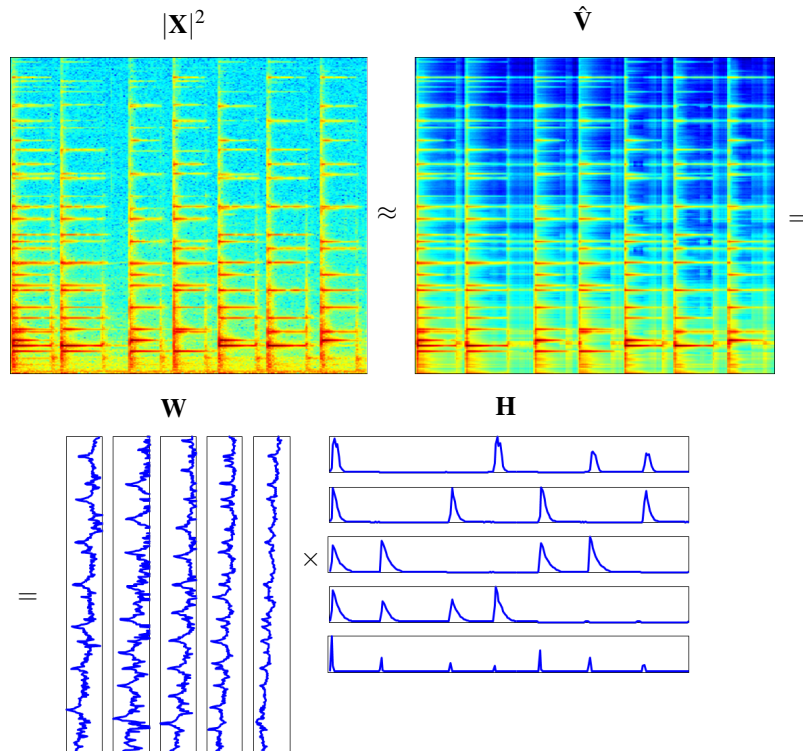 |X|² V̂
≈ =
W H
= ×